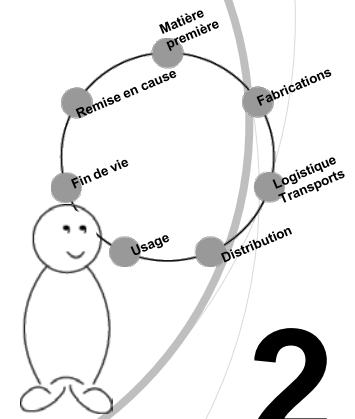 Matière
première
Fabrications
Logistique
Transports
Distribution
Usage
Fin de vie
Remise en cause
2